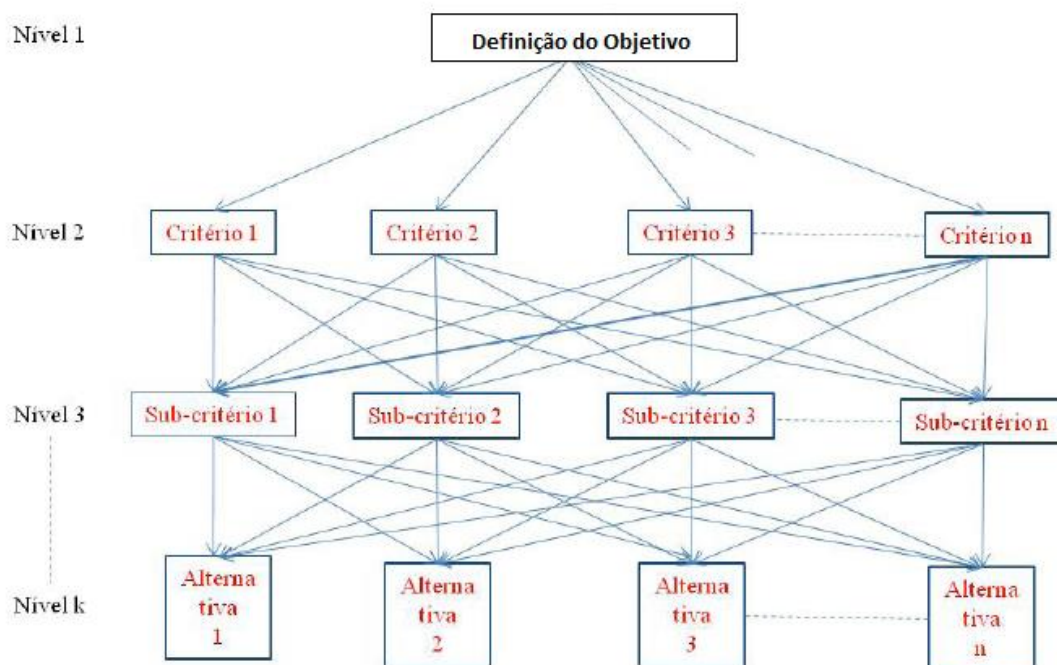 Nível 1
Definição do Objetivo
Nível 2
Critério 1
Critério 2
Critério 3
Critério n
Nível 3
Sub-critério 1
Sub-critério 2
Sub-critério 3
Sub-critério n
Nível k
Alterna
tiva
1
Alterna
tiva
2
Alterna
tiva
3
Alterna
tiva
n